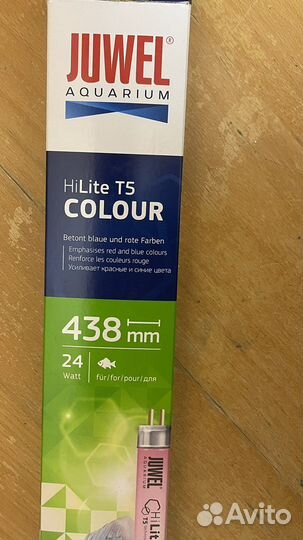 JUWEL®
AQUARIUM
HiLite T5
COLOUR
Betont blaue und rote Farben
Emphasises red and blue colours
Renforce les couleurs rouge
Усиливает красные и синие цвета
438 mm
24
Watt
für/for/pour/для
JUWEL
AQUARIUM
HiLite
T5
Avito